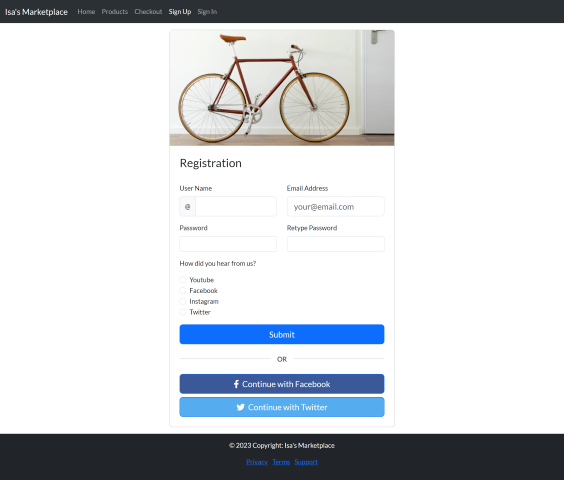 Isa's Marketplace Home Products Checkout Sign Up Sign In
Registration
User Name Email Address
@ your@email.com
Password Retype Password
How did you hear from us?
Youtube
Facebook
Instagram
Twitter
Submit
OR
Continue with Facebook
Continue with Twitter
© 2023 Copyright: Isa's Marketplace
Privacy Terms Support